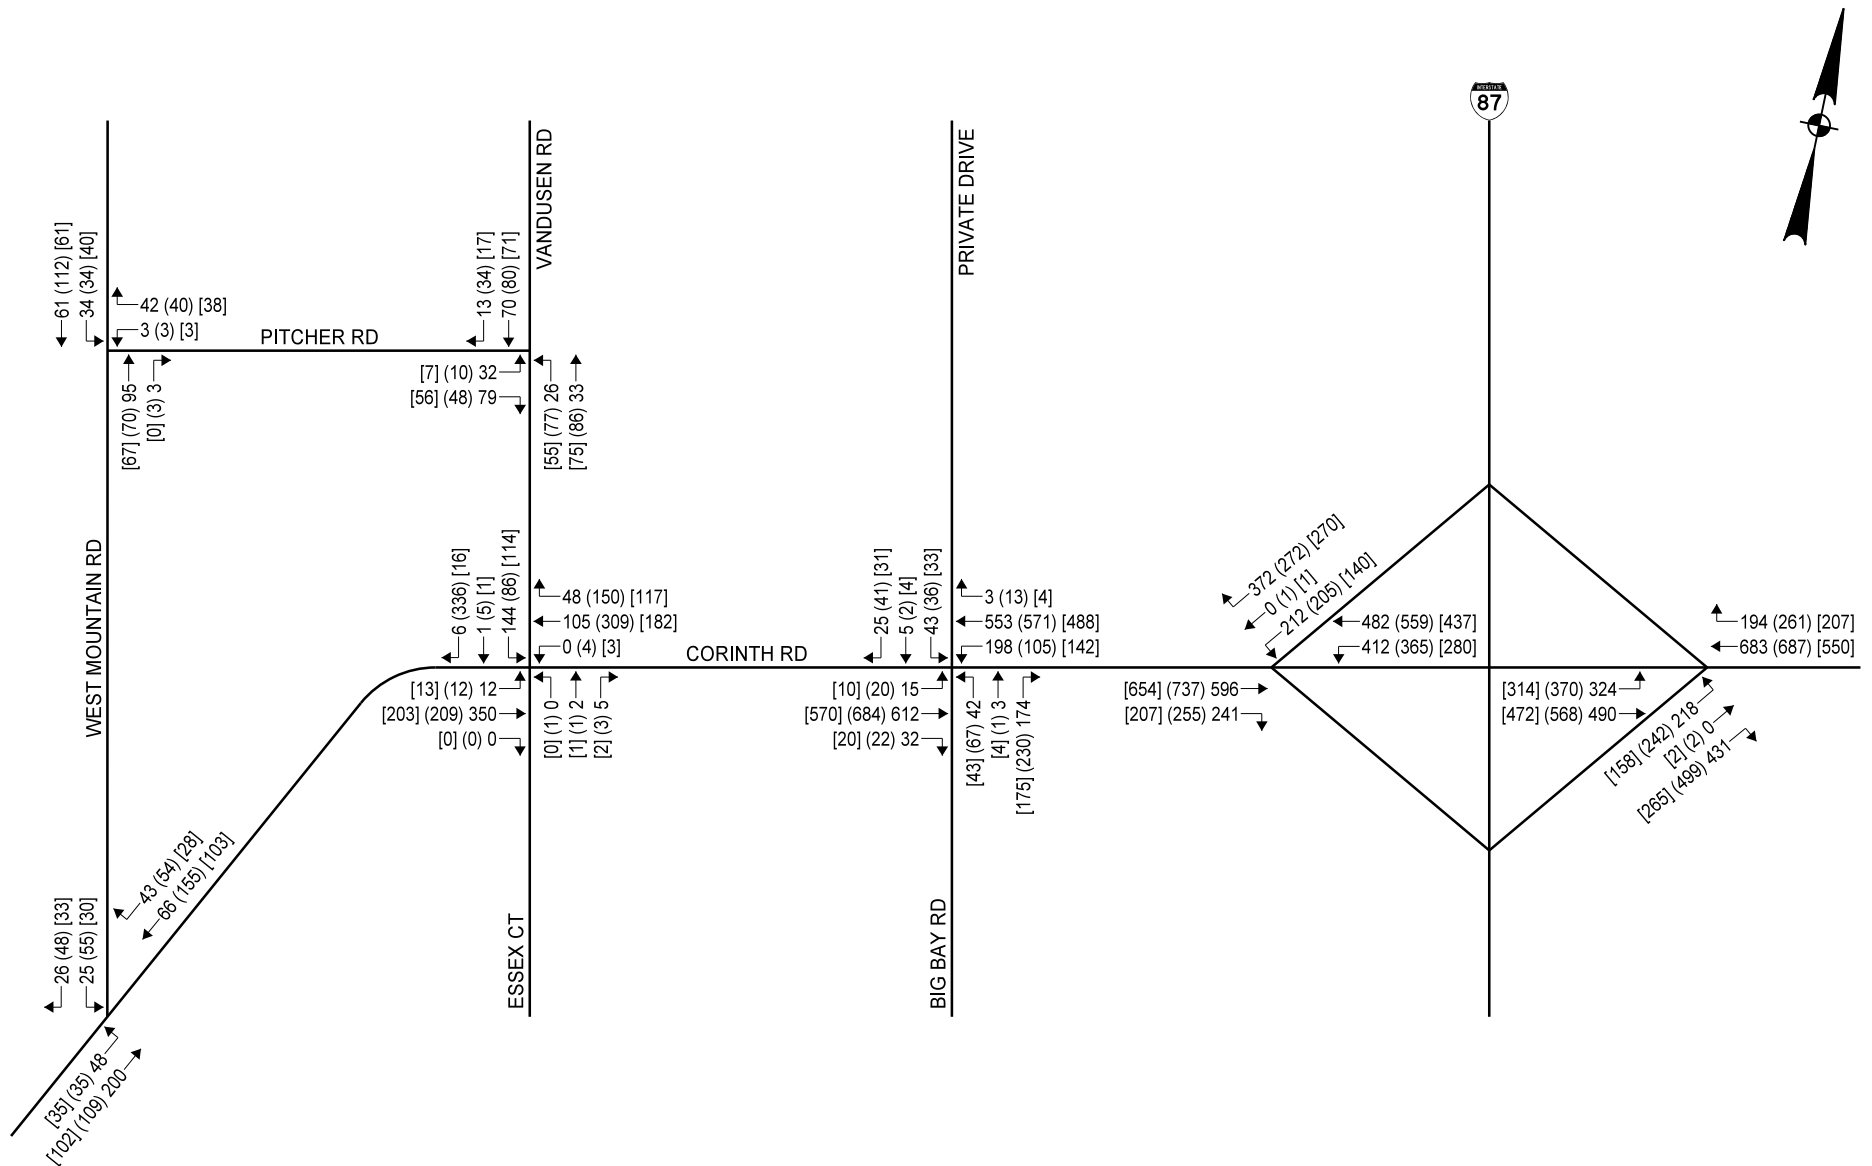 INTERSTATE
87
VANDUSEN RD
PRIVATE DRIVE
61 (112) [61]
34 (34) [40]
42 (40) [38]
3 (3) [3]
PITCHER RD
13 (34) [17]
70 (80) [71]
[67] (70) 95
[0] (3) 3
[7] (10) 32
[56] (48) 79
[55] (77) 26
[75] (86) 33
WEST MOUNTAIN RD
6 (336) [16]
1 (5) [1]
144 (86) [114]
48 (150) [117]
105 (309) [182]
0 (4) [3]
CORINTH RD
25 (41) [31]
5 (2) [4]
43 (36) [33]
3 (13) [4]
553 (571) [488]
198 (105) [142]
372 (272) [270]
0 (1) [1]
212 (205) [140]
482 (559) [437]
412 (365) [280]
194 (261) [207]
683 (687) [550]
[13] (12) 12
[203] (209) 350
[0] (0) 0
[0] (1) 0
[1] (1) 2
[2] (3) 5
[10] (20) 15
[570] (684) 612
[20] (22) 32
[43] (67) 42
[4] (1) 3
[175] (230) 174
[654] (737) 596
[207] (255) 241
[314] (370) 324
[472] (568) 490
[158] (242) 218
[2] (2) 0
[265] (499) 431
43 (54) [28]
66 (155) [103]
26 (48) [33]
25 (55) [30]
ESSEX CT
BIG BAY RD
[35] (35) 48
[102] (109) 200